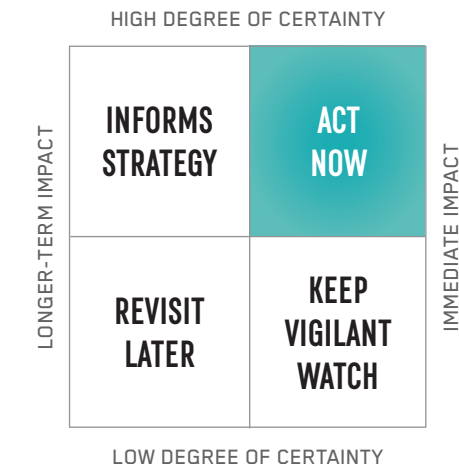 HIGH DEGREE OF CERTAINTY
LONGER-TERM IMPACT
INFORMS
STRATEGY
ACT
NOW
IMMEDIATE IMPACT
REVISIT
LATER
KEEP
VIGILANT
WATCH
LOW DEGREE OF CERTAINTY